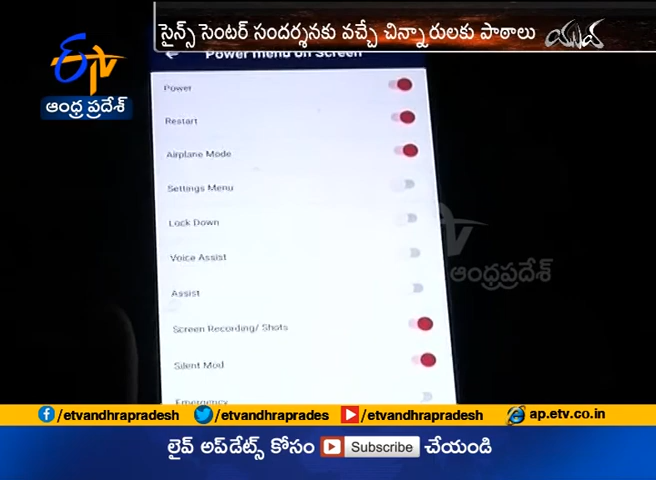 సైన్స్ సెంటర్ సందర్శనకు వచ్చే చిన్నారులకు పాఠాలు
యువ
ETV
ఆంధ్ర ప్రదేశ్
Power menu on Screen
Power
Restart
Airplane Mode
Settings Menu
Lock Down
Voice Assist
Assist
Screen Recording/ Shots
Silent Mod
Emergency
ఆంధ్రప్రదేశ్
/etvandhrapradesh
/etvandhraprades
/etvandhrapradesh
ap.etv.co.in
లైవ్ అప్‌డేట్స్ కోసం Subscribe చేయండి